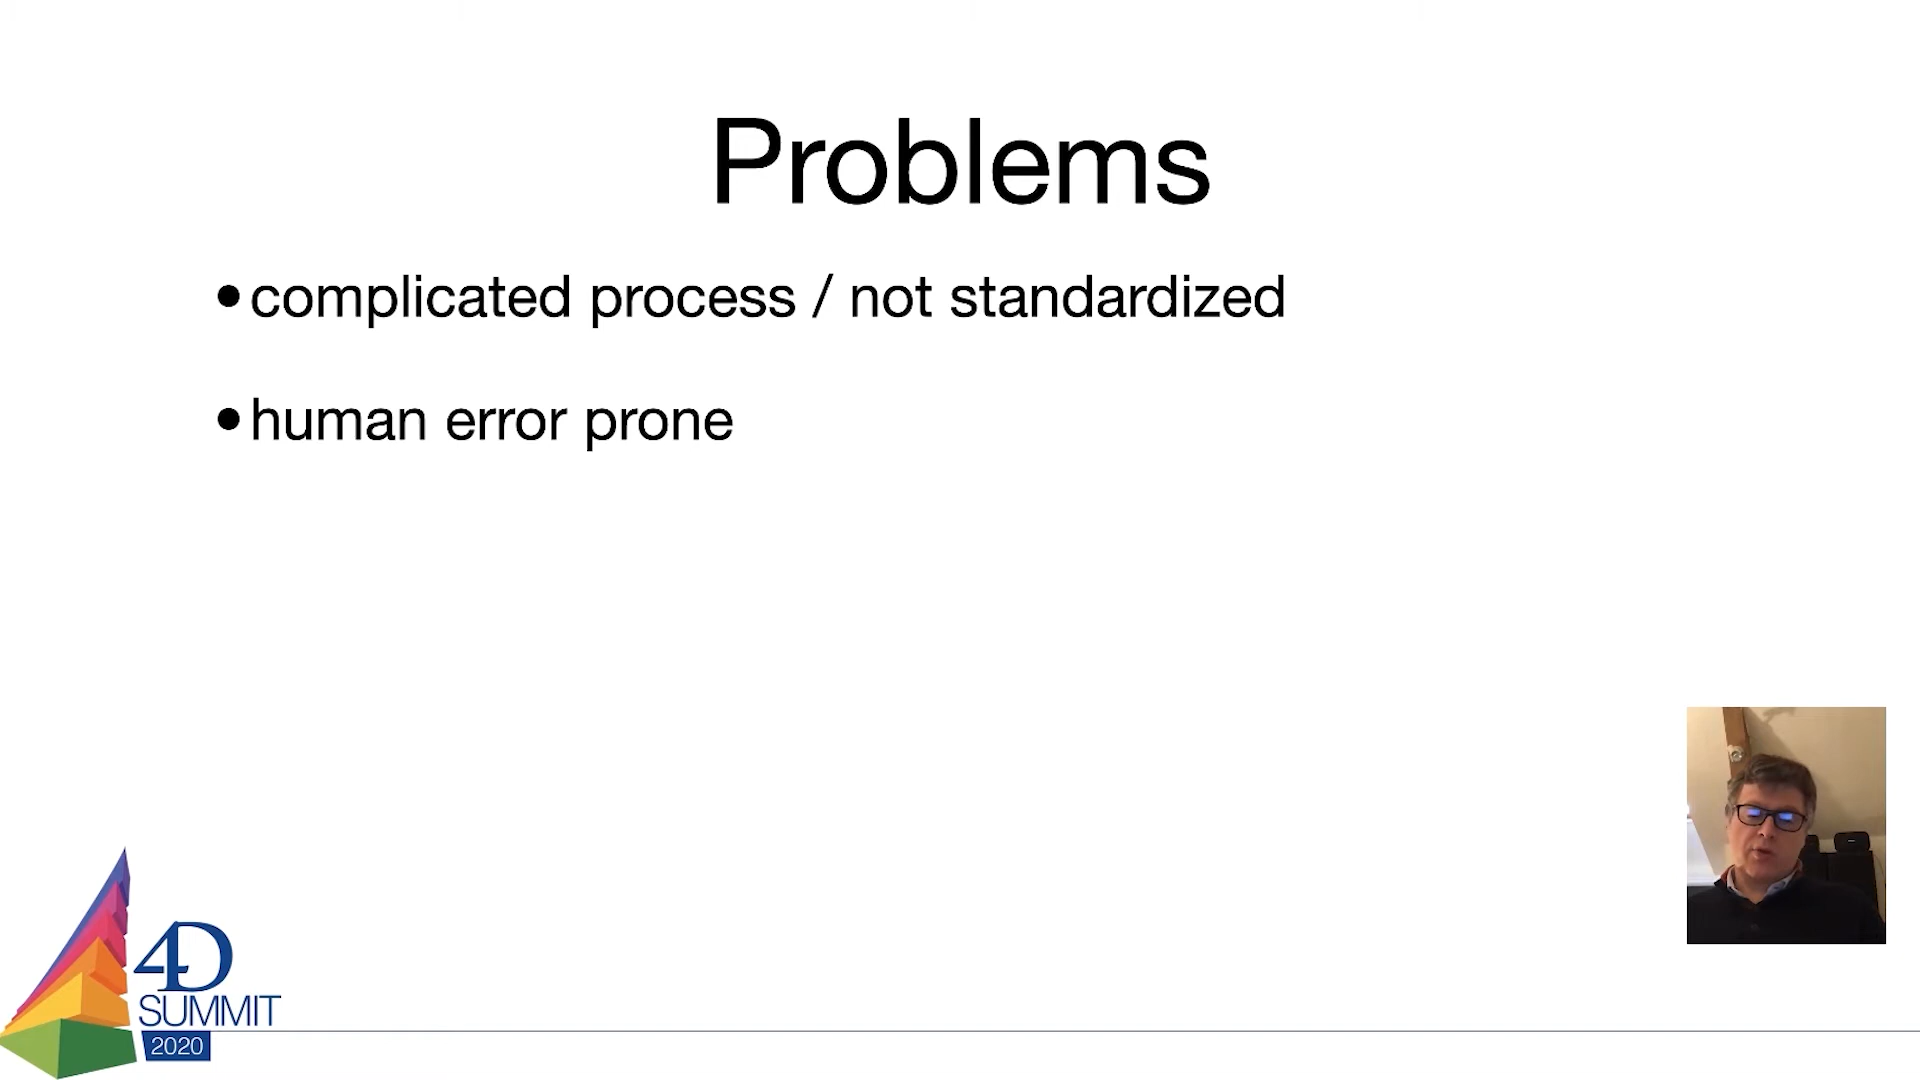 Problems
•complicated process / not standardized
•human error prone
4D
SUMMIT
2020